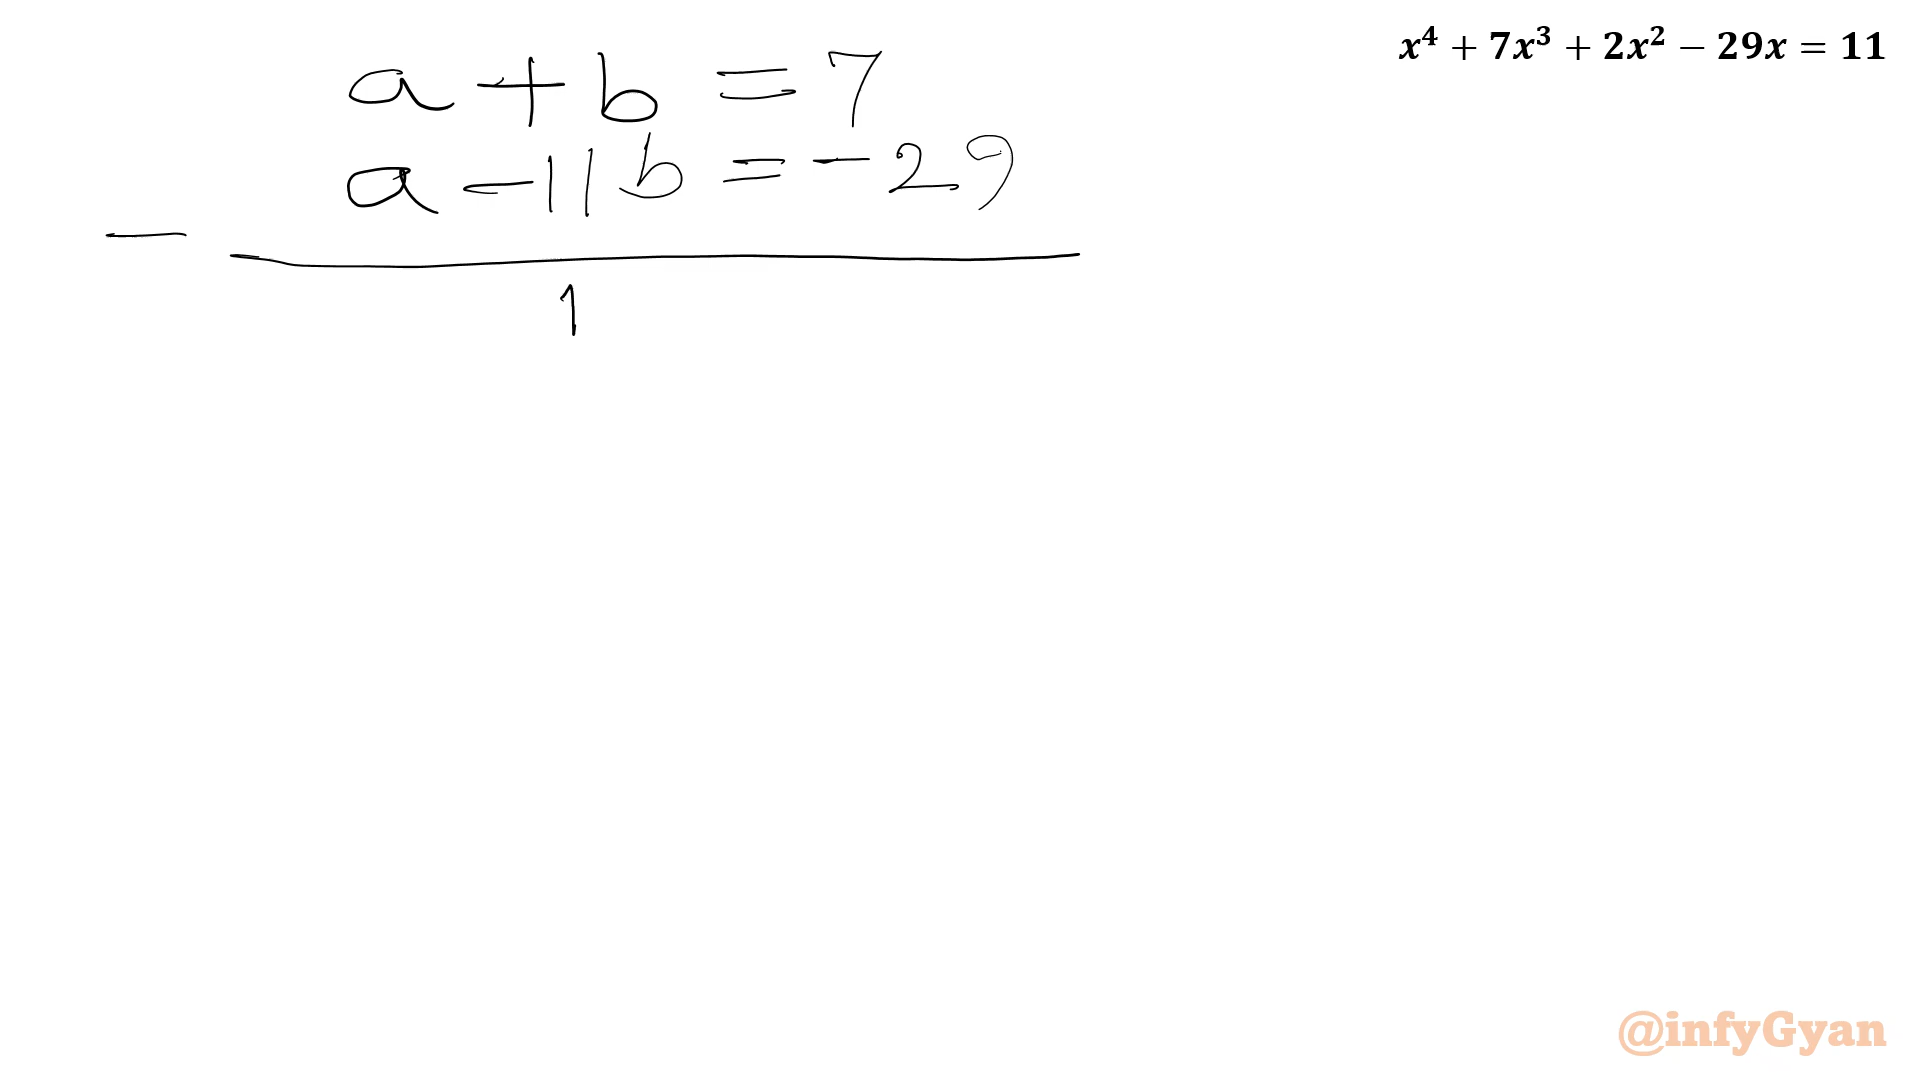 x⁴ + 7x³ + 2x² − 29x = 11
a + b = 7
a − 11b = −29
−
1
@infyGyan